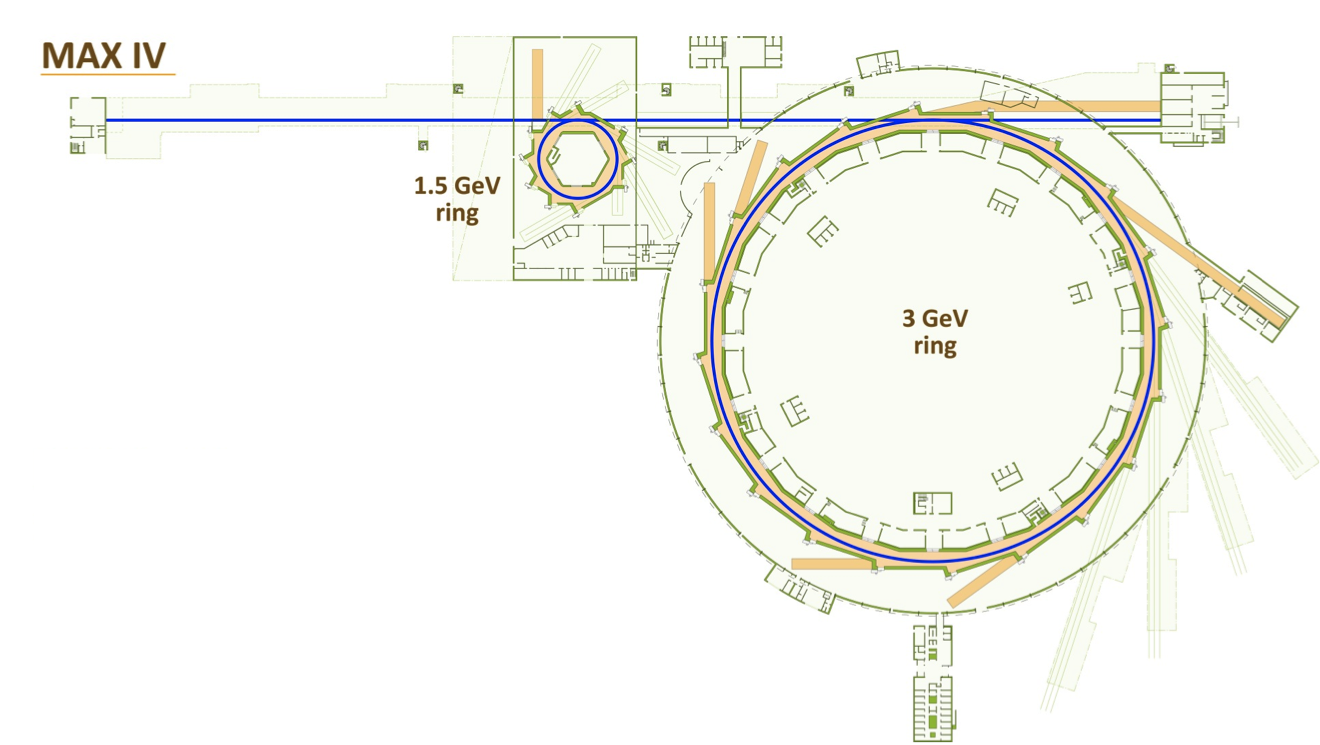 MAX IV
1.5 GeV
ring
3 GeV
ring